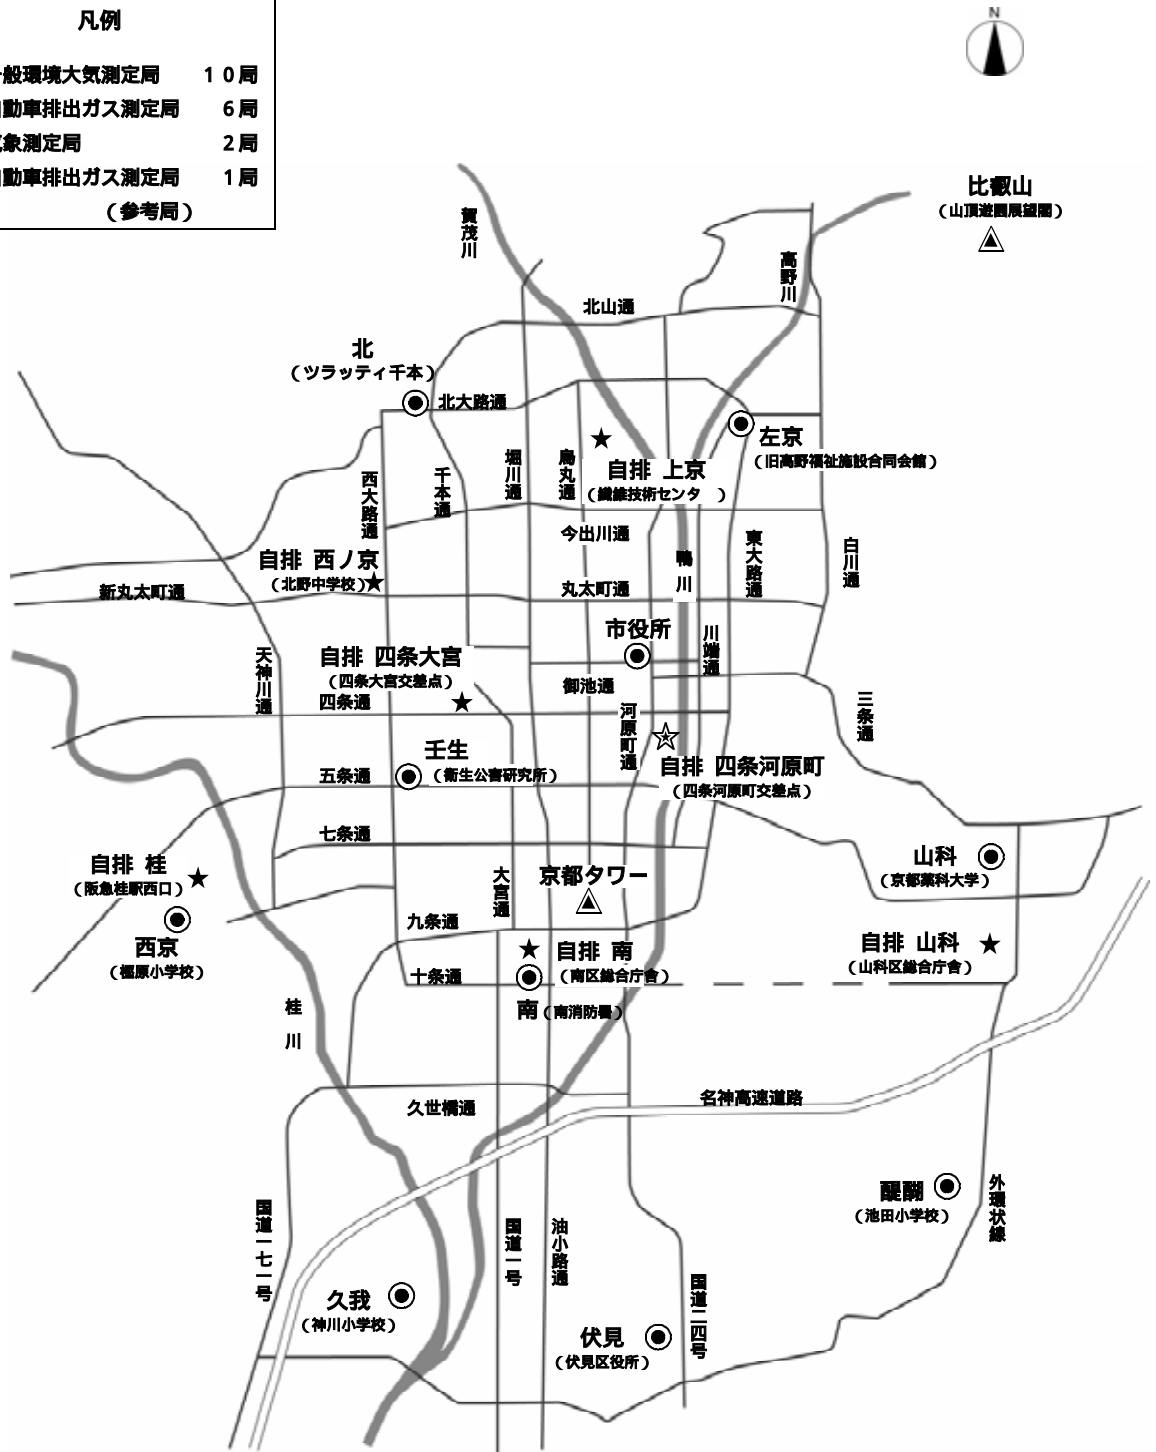 凡例
般環境大気測定局 １０局
動車排出ガス測定局 6局
象測定局 2局
動車排出ガス測定局 1局
（参考局）
N
比叡山
（山頂遊園展望閣）
賀茂川
高野川
北山通
北
（ツラッティ千本）
北大路通
左京
（旧高野福祉施設合同会館）
西大路通
千本通
堀川通
烏丸通
自排 上京
（繊維技術センタ ）
今出川通
東大路通
白川通
自排 西ノ京
（北野中学校）
新丸太町通
丸太町通
鴨川
市役所
川端通
天神川通
自排 四条大宮
（四条大宮交差点）
四条通
御池通
河原町通
三条通
壬生
（衛生公害研究所）
五条通
自排 四条河原町
（四条河原町交差点）
七条通
自排 桂
（阪急桂駅西口）
大宮通
京都タワー
山科
（京都薬科大学）
西京
（樫原小学校）
九条通
自排 南
（南区総合庁舎）
自排 山科
（山科区総合庁舎）
十条通
南（南消防署）
桂川
久世橋通
名神高速道路
醍醐
（池田小学校）
外環状線
国道一七一号
国道一号
油小路通
国道二四号
久我
（神川小学校）
伏見
（伏見区役所）